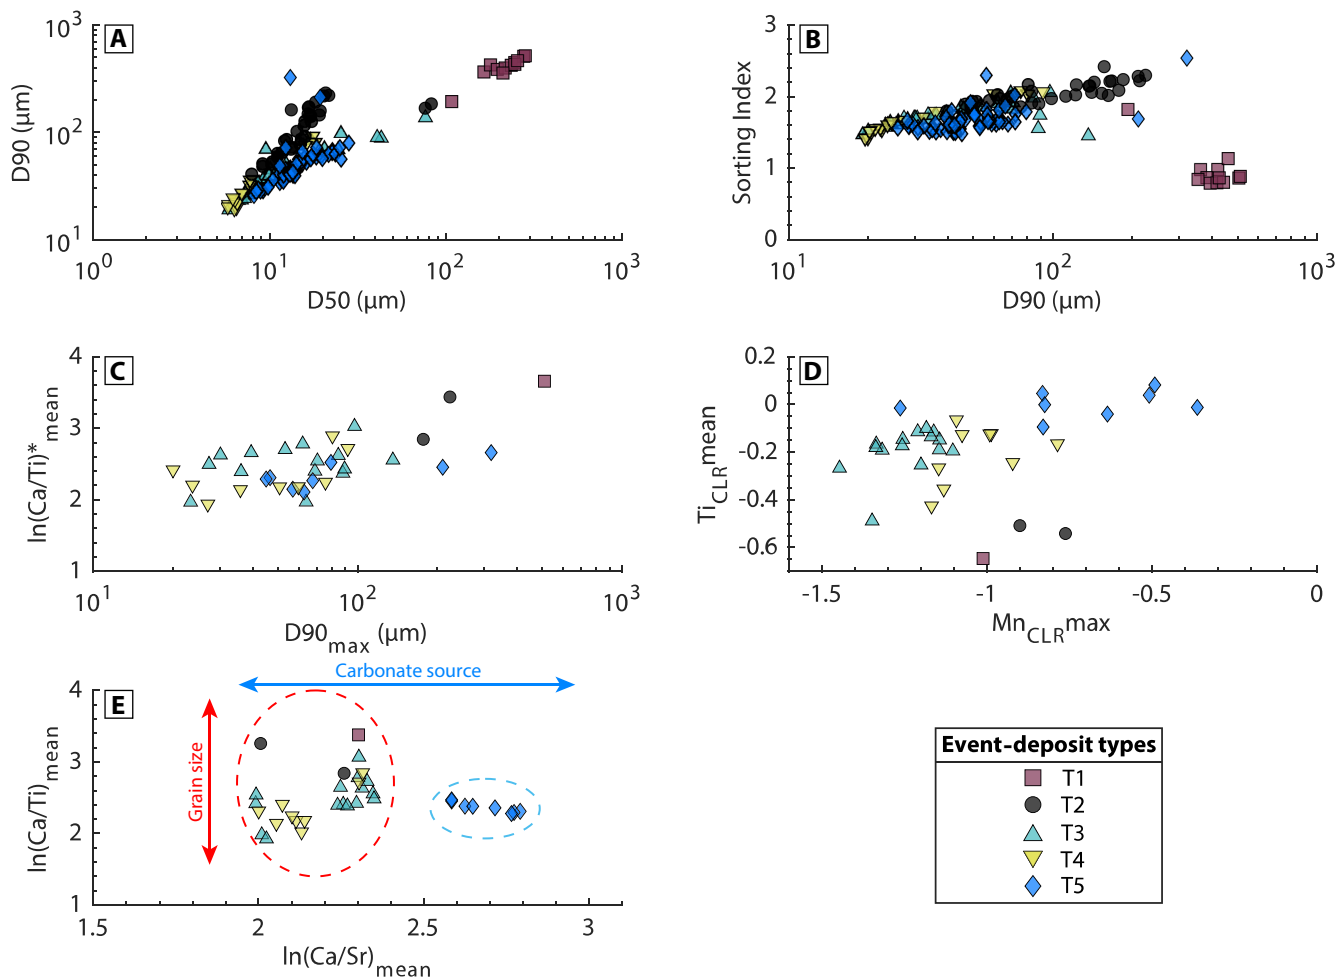 A
D90 (µm)
10³
10²
10¹
10⁰ 10¹ 10² 10³
D50 (µm)
B
Sorting Index
3
2
1
0
10¹ 10² 10³
D90 (µm)
C
ln(Ca/Ti)*mean
4
3
2
1
10¹ 10² 10³
D90max (µm)
D
TiCLRmean
0.2
0
-0.2
-0.4
-0.6
-1.5 -1 -0.5 0
MnCLRmax
Carbonate source
E
Grain size
ln(Ca/Ti)mean
4
3
2
1
1.5 2 2.5 3
ln(Ca/Sr)mean
Event-deposit types
T1
T2
T3
T4
T5